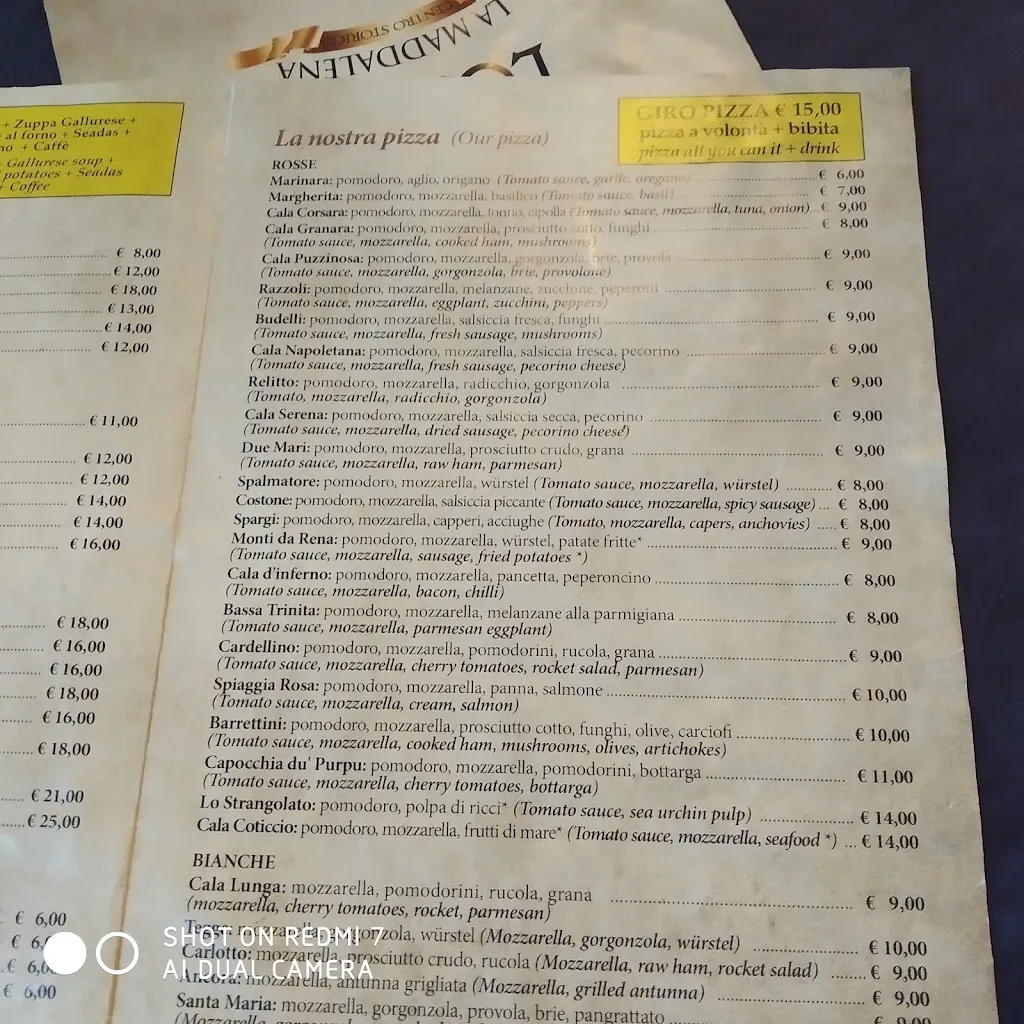 LA MADDALENA
CENTRO STORICO
+ Zuppa Gallurese +
al forno + Seadas +
no + Caffè
Gallurese soup +
potatoes + Seadas
+ Coffee
€ 8,00
€ 12,00
€ 18,00
€ 13,00
€ 14,00
€ 12,00
€ 11,00
€ 12,00
€ 12,00
€ 14,00
€ 14,00
€ 16,00
€ 18,00
€ 16,00
€ 16,00
€ 18,00
€ 16,00
€ 18,00
€ 21,00
€ 25,00
€ 6,00
€ 6,00
La nostra pizza (Our pizza)
GIRO PIZZA € 15,00
pizza a volontà + bibita
pizza all you can it + drink
ROSSE
Marinara: pomodoro, aglio, origano (Tomato sauce, garlic, oregano) € 6,00
Margherita: pomodoro, mozzarella, basilico (Tomato sauce, basil) € 7,00
Cala Corsara: pomodoro, mozzarella, tonno, cipolla (Tomato sauce, mozzarella, tuna, onion) € 9,00
Cala Granara: pomodoro, mozzarella, prosciutto cotto, funghi € 8,00
(Tomato sauce, mozzarella, cooked ham, mushrooms)
Cala Puzzinosa: pomodoro, mozzarella, gorgonzola, brie, provola € 9,00
(Tomato sauce, mozzarella, gorgonzola, brie, provolone)
Razzoli: pomodoro, mozzarella, melanzane, zucchine, peperoni € 9,00
(Tomato sauce, mozzarella, eggplant, zucchini, peppers)
Budelli: pomodoro, mozzarella, salsiccia fresca, funghi € 9,00
(Tomato sauce, mozzarella, fresh sausage, mushrooms)
Cala Napoletana: pomodoro, mozzarella, salsiccia fresca, pecorino € 9,00
(Tomato sauce, mozzarella, fresh sausage, pecorino cheese)
Relitto: pomodoro, mozzarella, radicchio, gorgonzola € 9,00
(Tomato, mozzarella, radicchio, gorgonzola)
Cala Serena: pomodoro, mozzarella, salsiccia secca, pecorino € 9,00
(Tomato sauce, mozzarella, dried sausage, pecorino cheese)
Due Mari: pomodoro, mozzarella, prosciutto crudo, grana € 9,00
(Tomato sauce, mozzarella, raw ham, parmesan)
Spalmatore: pomodoro, mozzarella, würstel (Tomato sauce, mozzarella, würstel) € 8,00
Costone: pomodoro, mozzarella, salsiccia piccante (Tomato sauce, mozzarella, spicy sausage) € 8,00
Spargi: pomodoro, mozzarella, capperi, acciughe (Tomato, mozzarella, capers, anchovies) € 8,00
Monti da Rena: pomodoro, mozzarella, würstel, patate fritte* € 9,00
(Tomato sauce, mozzarella, sausage, fried potatoes *)
Cala d'inferno: pomodoro, mozzarella, pancetta, peperoncino € 8,00
(Tomato sauce, mozzarella, bacon, chilli)
Bassa Trinita: pomodoro, mozzarella, melanzane alla parmigiana € 8,00
(Tomato sauce, mozzarella, parmesan eggplant)
Cardellino: pomodoro, mozzarella, pomodorini, rucola, grana € 9,00
(Tomato sauce, mozzarella, cherry tomatoes, rocket salad, parmesan)
Spiaggia Rosa: pomodoro, mozzarella, panna, salmone € 10,00
(Tomato sauce, mozzarella, cream, salmon)
Barrettini: pomodoro, mozzarella, prosciutto cotto, funghi, olive, carciofi € 10,00
(Tomato sauce, mozzarella, cooked ham, mushrooms, olives, artichokes)
Capocchia du' Purpu: pomodoro, mozzarella, pomodorini, bottarga € 11,00
(Tomato sauce, mozzarella, cherry tomatoes, bottarga)
Lo Strangolato: pomodoro, polpa di ricci* (Tomato sauce, sea urchin pulp) € 14,00
Cala Coticcio: pomodoro, mozzarella, frutti di mare* (Tomato sauce, mozzarella, seafood *) € 14,00
BIANCHE
Cala Lunga: mozzarella, pomodorini, rucola, grana € 9,00
(mozzarella, cherry tomatoes, rocket, parmesan)
mozzarella, gorgonzola, würstel (Mozzarella, gorgonzola, würstel) € 10,00
Carlotto: mozzarella, prosciutto crudo, rucola (Mozzarella, raw ham, rocket salad) € 9,00
Ancora: mozzarella, antunna grigliata (Mozzarella, grilled antunna) € 9,00
Santa Maria: mozzarella, gorgonzola, provola, brie, pangrattato € 9,00
SHOT ON REDMI 7
AI DUAL CAMERA